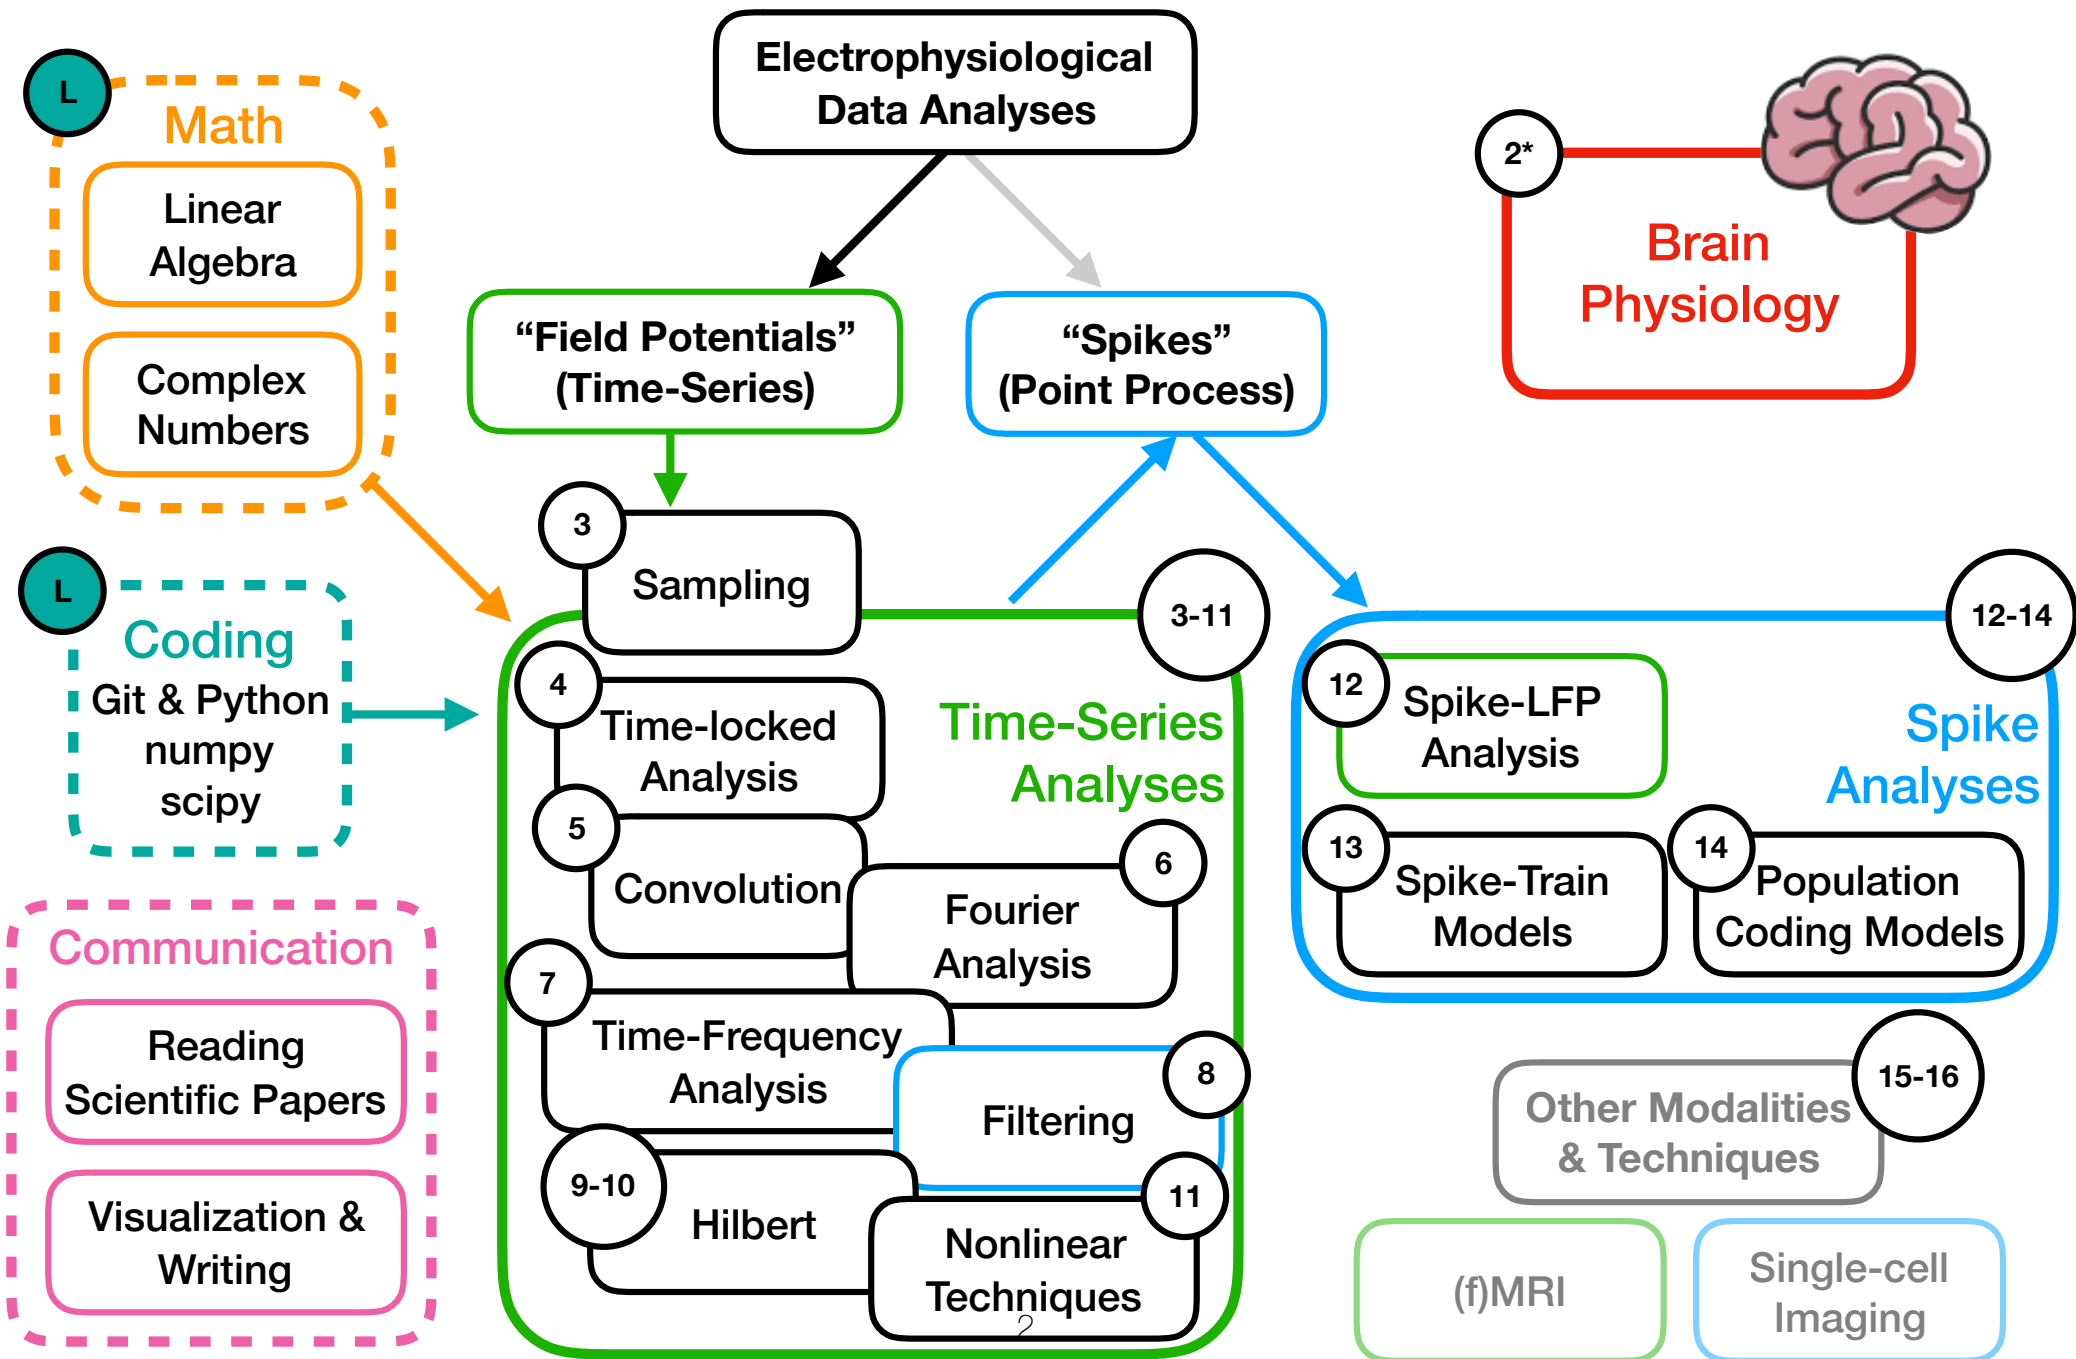 Electrophysiological
Data Analyses
L
Math
Linear
Algebra
Complex
Numbers
2*
Brain
Physiology
“Field Potentials”
(Time-Series)
“Spikes”
(Point Process)
L
Coding
Git & Python
numpy
scipy
Communication
Reading
Scientific Papers
Visualization &
Writing
3
Sampling
3-11
Time-Series
Analyses
4
Time-locked
Analysis
5
Convolution
6
Fourier
Analysis
7
Time-Frequency
Analysis
8
Filtering
9-10
Hilbert
11
Nonlinear
Techniques
2
12-14
Spike
Analyses
12
Spike-LFP
Analysis
13
Spike-Train
Models
14
Population
Coding Models
15-16
Other Modalities
& Techniques
(f)MRI
Single-cell
Imaging